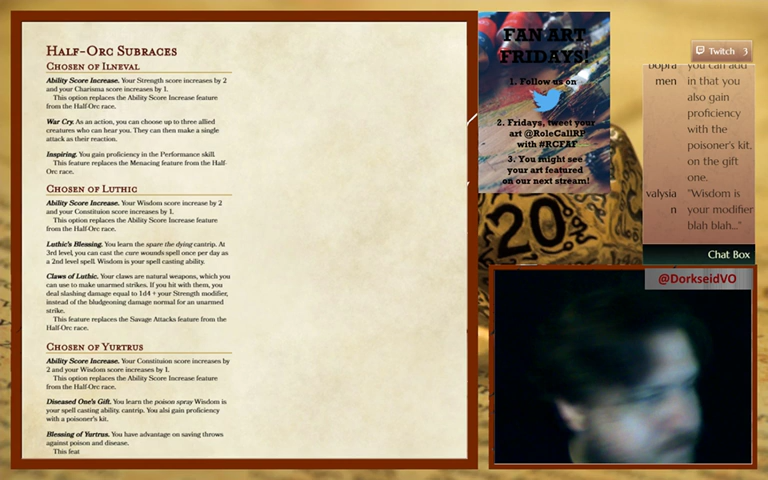 Half-Orc Subraces
Chosen of Ilneval
Ability Score Increase. Your Strength score increases by 2
and your Charisma score increases by 1.
This option replaces the Ability Score Increase feature
from the Half-Orc race.
War Cry. As an action, you can choose up to three allied
creatures who can hear you. They can then make a single
attack as their reaction.
Inspiring. You gain proficiency in the Performance skill.
This feature replaces the Menacing feature from the Half-
Orc race.
Chosen of Luthic
Ability Score Increase. Your Wisdom score increase by 2
and your Constituion score increases by 1.
This option replaces the Ability Score Increase feature
from the Half-Orc race.
Luthic's Blessing. You learn the spare the dying cantrip. At
3rd level, you can cast the cure wounds spell once per day as
a 2nd level spell. Wisdom is your spell casting ability.
Claws of Luthic. Your claws are natural weapons, which you
can use to make unarmed strikes. If you hit with them, you
deal slashing damage equal to 1d4 + your Strength modifier,
instead of the bludgeoning damage normal for an unarmed
strike.
This feature replaces the Savage Attacks feature from the
Half-Orc race.
Chosen of Yurtrus
Ability Score Increase. Your Constituion score increases by
2 and your Wisdom score increases by 1.
This option replaces the Ability Score Increase feature
from the Half-Orc race.
Diseased One's Gift. You learn the poison spray Wisdom is
your spell casting ability. cantrip. You alsi gain proficiency
with a poisoner's kit.
Blessing of Yurtrus. You have advantage on saving throws
against poison and disease.
This feat
FAN ART
FRIDAYS!
1. Follow us on
2. Fridays, tweet your
art @RoleCallRP
with #RCFAF
3. You might see
your art featured
on our next stream!
20
Twitch 3
bopra you can add
men in that you
also gain
proficiency
with the
poisoner's kit,
on the gift
one.
valysia "Wisdom is
n your modifier
blah blah..."
Chat Box
@DorkseidVO